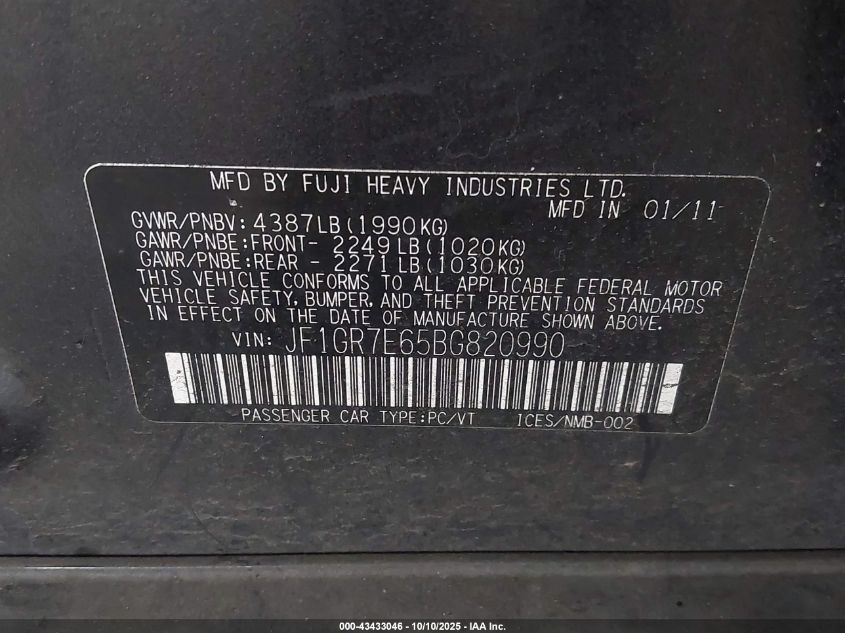 MFD BY FUJI HEAVY INDUSTRIES LTD.
MFD IN 01/11
GVWR/PNBV: 4387LB (1990KG)
GAWR/PNBE: FRONT- 2249LB (1020KG)
GAWR/PNBE: REAR - 2271LB (1030KG)
THIS VEHICLE CONFORMS TO ALL APPLICABLE FEDERAL MOTOR
VEHICLE SAFETY, BUMPER, AND THEFT PREVENTION STANDARDS
IN EFFECT ON THE DATE OF MANUFACTURE SHOWN ABOVE.
VIN: JF1GR7E65BG820990
PASSENGER CAR TYPE:PC/VT 1CES/NMB-002
000-43433046 - 10/10/2025 - IAA Inc.